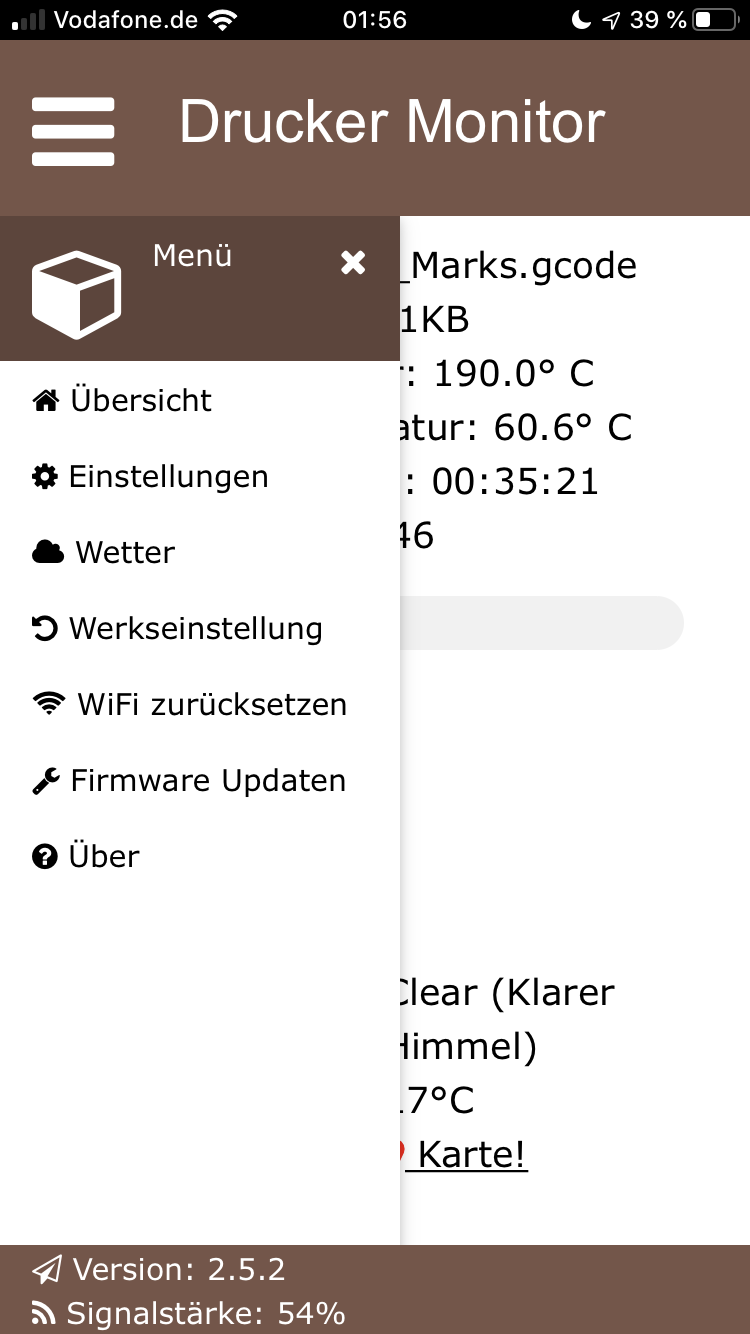 Vodafone.de 01:56 39 %
Drucker Monitor
Menü
_Marks.gcode
1KB
Übersicht
: 190.0° C
atur: 60.6° C
Einstellungen
: 00:35:21
Wetter
46
Werkseinstellung
WiFi zurücksetzen
Firmware Updaten
Über
Clear (Klarer
Himmel)
17°C
Karte!
Version: 2.5.2
Signalstärke: 54%